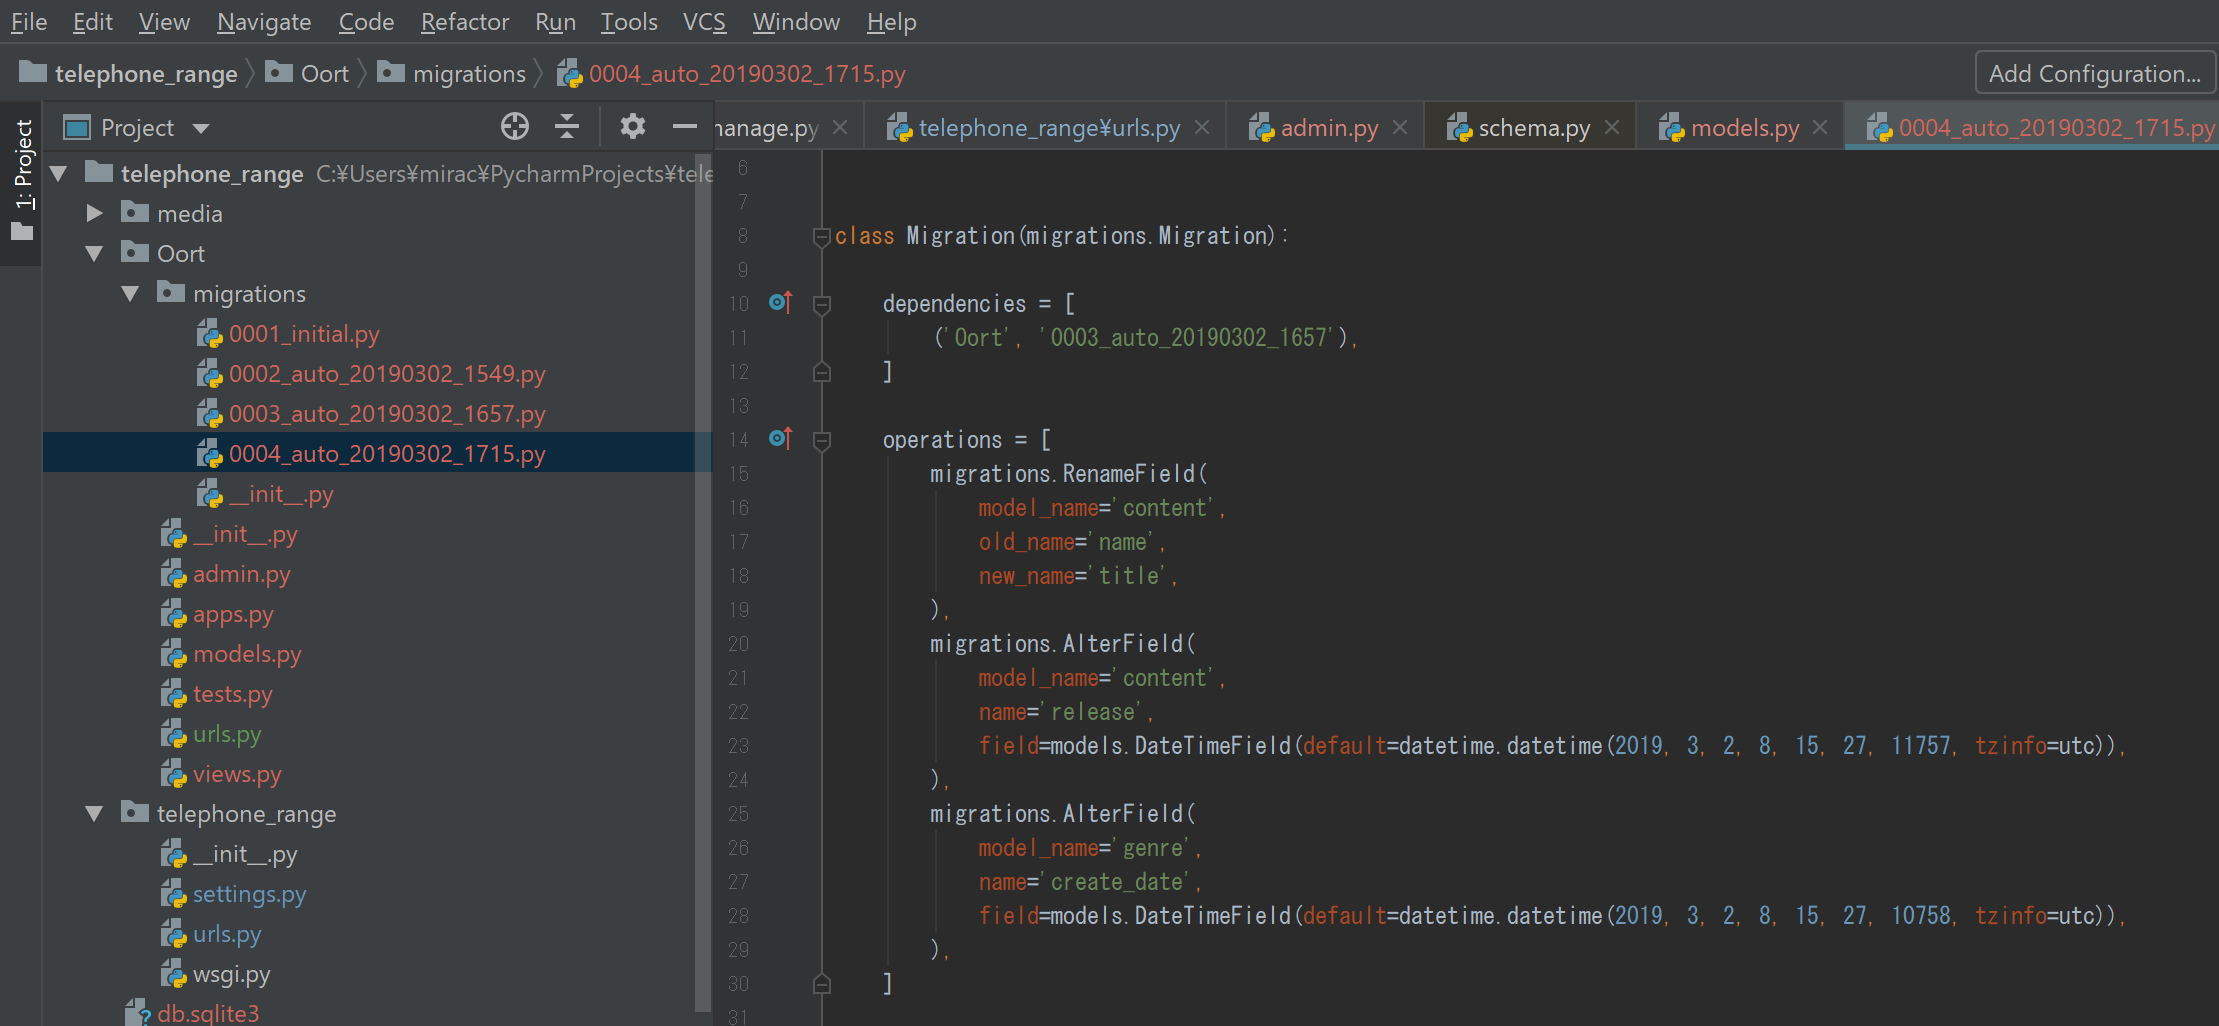 File Edit View Navigate Code Refactor Run Tools VCS Window Help
telephone_range Oort migrations 0004_auto_20190302_1715.py Add Configuration...
1: Project
Project
telephone_range C:¥Users¥mirac¥PycharmProjects¥tele
media
Oort
migrations
0001_initial.py
0002_auto_20190302_1549.py
0003_auto_20190302_1657.py
0004_auto_20190302_1715.py
__init__.py
__init__.py
admin.py
apps.py
models.py
tests.py
urls.py
views.py
telephone_range
__init__.py
settings.py
urls.py
wsgi.py
db.sqlite3
manage.py telephone_range¥urls.py admin.py schema.py models.py 0004_auto_20190302_1715.py
6
7
8 class Migration(migrations.Migration):
9
10 dependencies = [
11 ('Oort', '0003_auto_20190302_1657'),
12 ]
13
14 operations = [
15 migrations.RenameField(
16 model_name='content',
17 old_name='name',
18 new_name='title',
19 ),
20 migrations.AlterField(
21 model_name='content',
22 name='release',
23 field=models.DateTimeField(default=datetime.datetime(2019, 3, 2, 8, 15, 27, 11757, tzinfo=utc)),
24 ),
25 migrations.AlterField(
26 model_name='genre',
27 name='create_date',
28 field=models.DateTimeField(default=datetime.datetime(2019, 3, 2, 8, 15, 27, 10758, tzinfo=utc)),
29 ),
30 ]
31